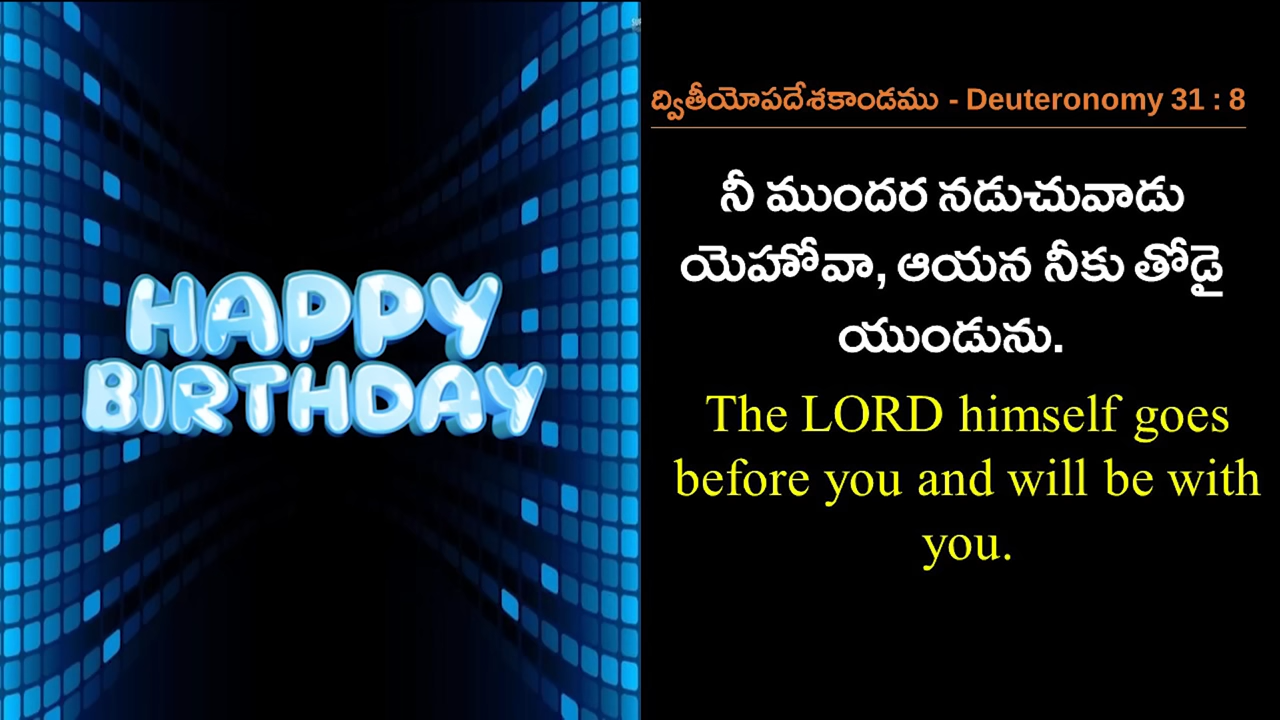 HAPPY
BIRTHDAY
ద్వితీయోపదేశకాండము - Deuteronomy 31 : 8
నీ ముందర నడుచువాడు
యెహోవా, ఆయన నీకు తోడై
యుండును.
The LORD himself goes
before you and will be with
you.